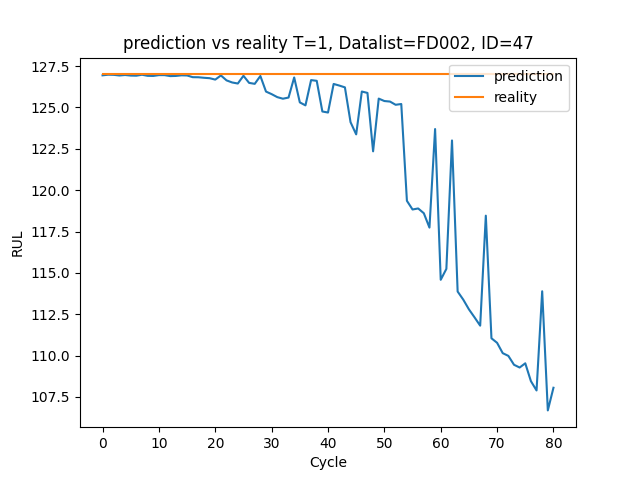 prediction vs reality T=1, Datalist=FD002, ID=47
127.5
125.0
122.5
120.0
117.5
115.0
112.5
110.0
107.5
RUL
prediction
reality
0 10 20 30 40 50 60 70 80
Cycle